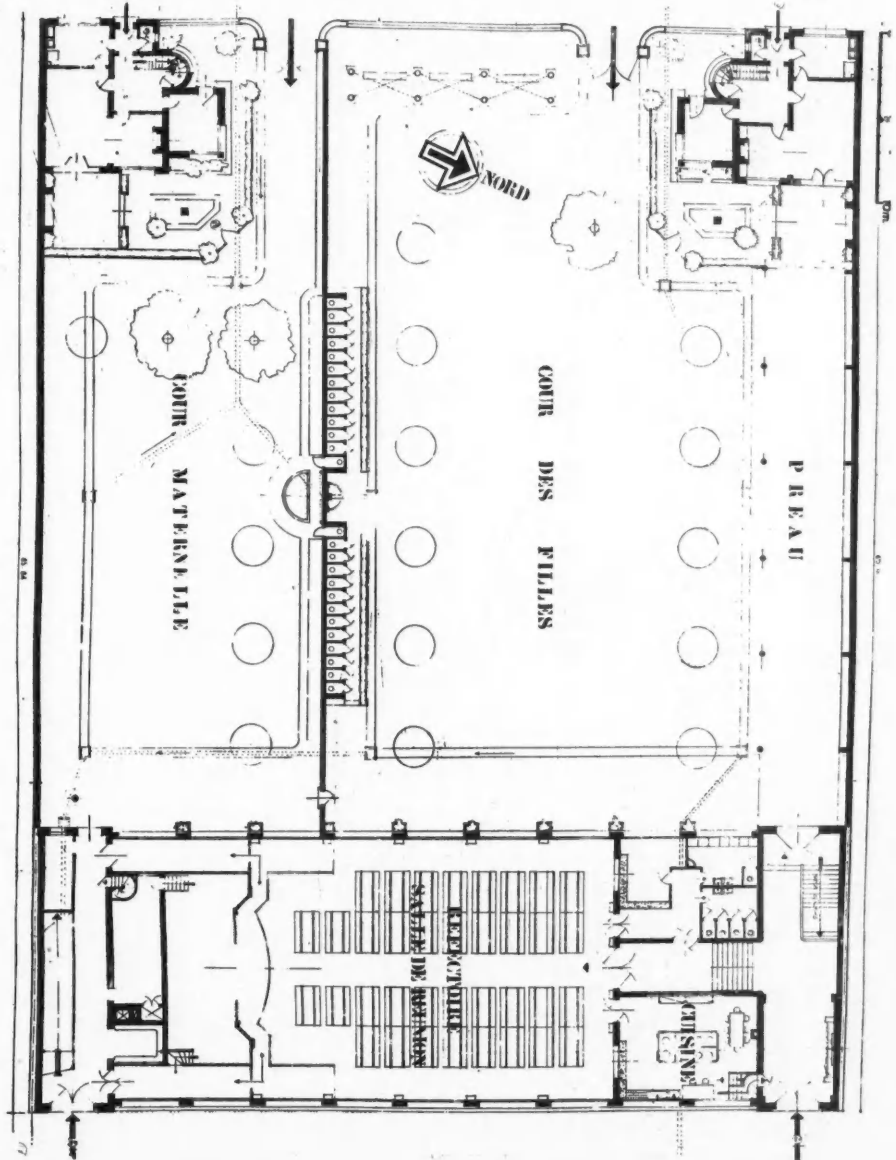 NORD
COUR MATERNELLE
COUR DES FILLES
PREAU
REFECTOIRE
SALLE DE REUNION
CUISINE